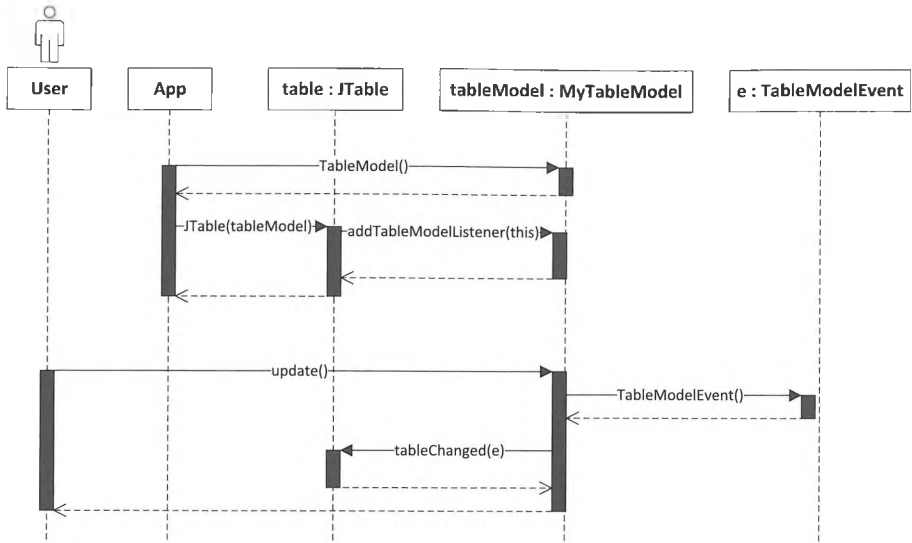 User
App
table : JTable
tableModel : MyTableModel
e : TableModelEvent
TableModel()
JTable(tableModel)
addTableModelListener(this)
update()
TableModelEvent()
tableChanged(e)